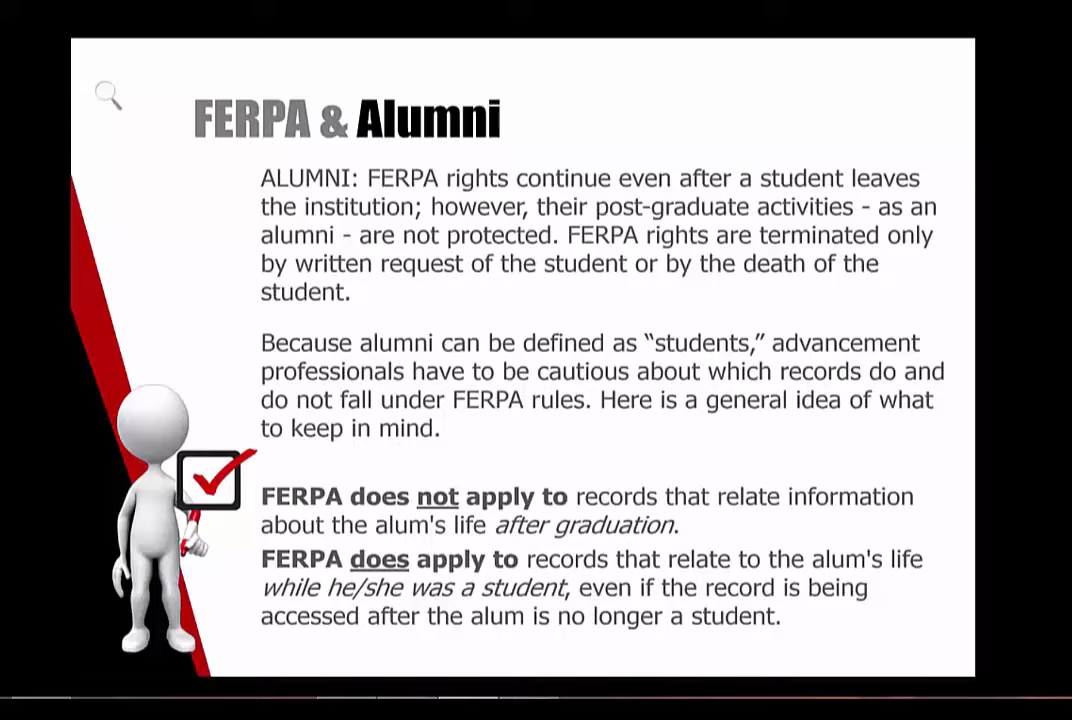 FERPA & Alumni
ALUMNI: FERPA rights continue even after a student leaves
the institution; however, their post-graduate activities - as an
alumni - are not protected. FERPA rights are terminated only
by written request of the student or by the death of the
student.
Because alumni can be defined as “students,” advancement
professionals have to be cautious about which records do and
do not fall under FERPA rules. Here is a general idea of what
to keep in mind.
FERPA does not apply to records that relate information
about the alum's life after graduation.
FERPA does apply to records that relate to the alum's life
while he/she was a student, even if the record is being
accessed after the alum is no longer a student.